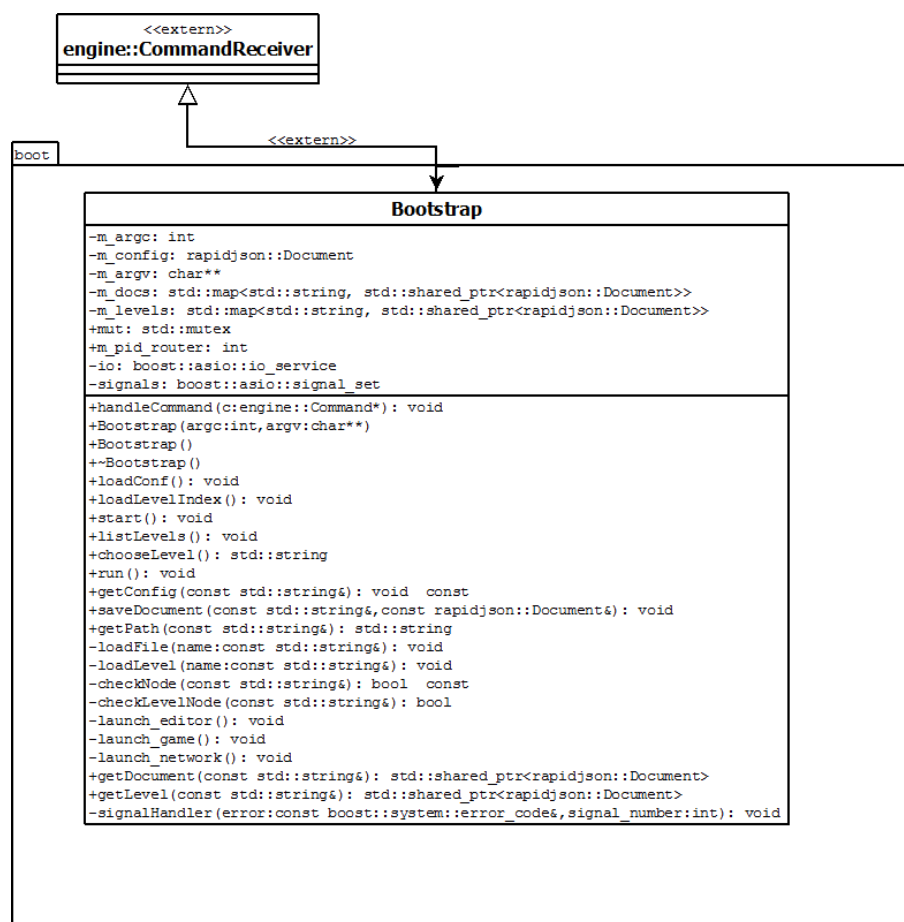 <<extern>>
engine::CommandReceiver
<<extern>>
boot
Bootstrap
-m_argc: int
-m_config: rapidjson::Document
-m_argv: char**
-m_docs: std::map<std::string, std::shared_ptr<rapidjson::Document>>
-m_levels: std::map<std::string, std::shared_ptr<rapidjson::Document>>
+mut: std::mutex
+m_pid_router: int
-io: boost::asio::io_service
-signals: boost::asio::signal_set
+handleCommand(c:engine::Command*): void
+Bootstrap(argc:int,argv:char**)
+Bootstrap()
+~Bootstrap()
+loadConf(): void
+loadLevelIndex(): void
+start(): void
+listLevels(): void
+chooseLevel(): std::string
+run(): void
+getConfig(const std::string&): void  const
+saveDocument(const std::string&,const rapidjson::Document&): void
+getPath(const std::string&): std::string
-loadFile(name:const std::string&): void
-loadLevel(name:const std::string&): void
-checkNode(const std::string&): bool  const
-checkLevelNode(const std::string&): bool
-launch_editor(): void
-launch_game(): void
-launch_network(): void
+getDocument(const std::string&): std::shared_ptr<rapidjson::Document>
+getLevel(const std::string&): std::shared_ptr<rapidjson::Document>
-signalHandler(error:const boost::system::error_code&,signal_number:int): void